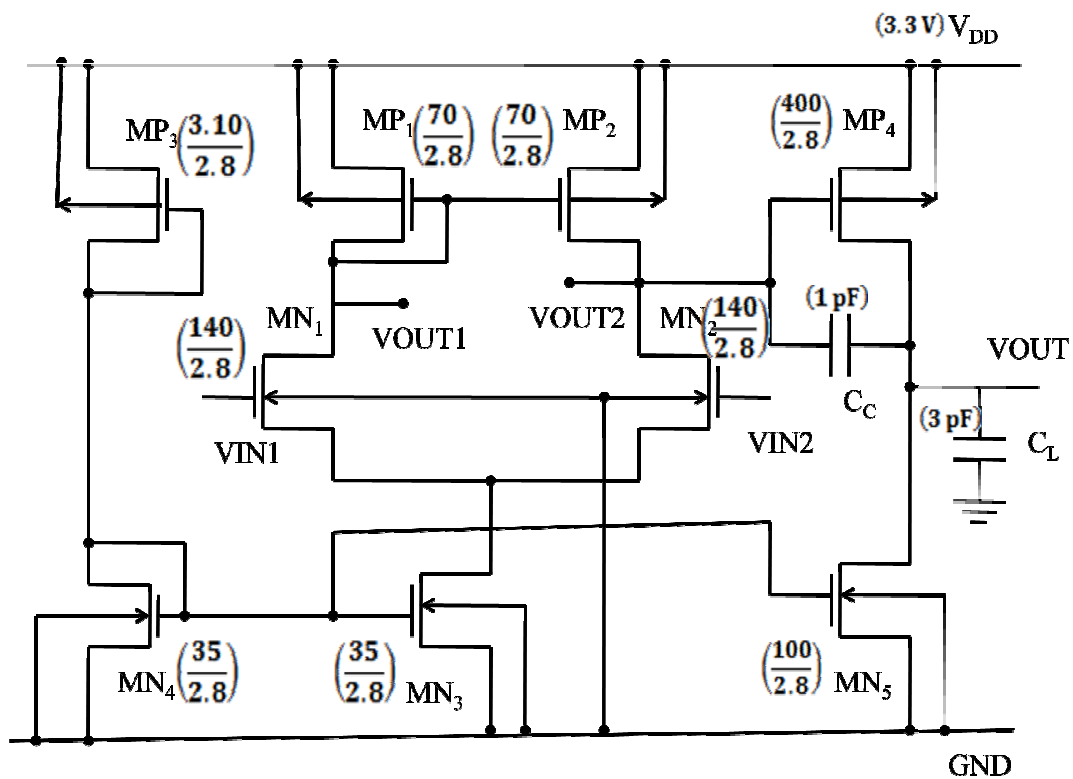 (3.3 V) VDD
MP3 (3.10/2.8)
MP1 (70/2.8)
(70/2.8) MP2
(400/2.8) MP4
(1 pF)
CC
MN1
(140/2.8)
VOUT1
VOUT2
MN2 (140/2.8)
VOUT
(3 pF)
CL
VIN1
VIN2
MN4 (35/2.8)
(35/2.8) MN3
(100/2.8) MN5
GND